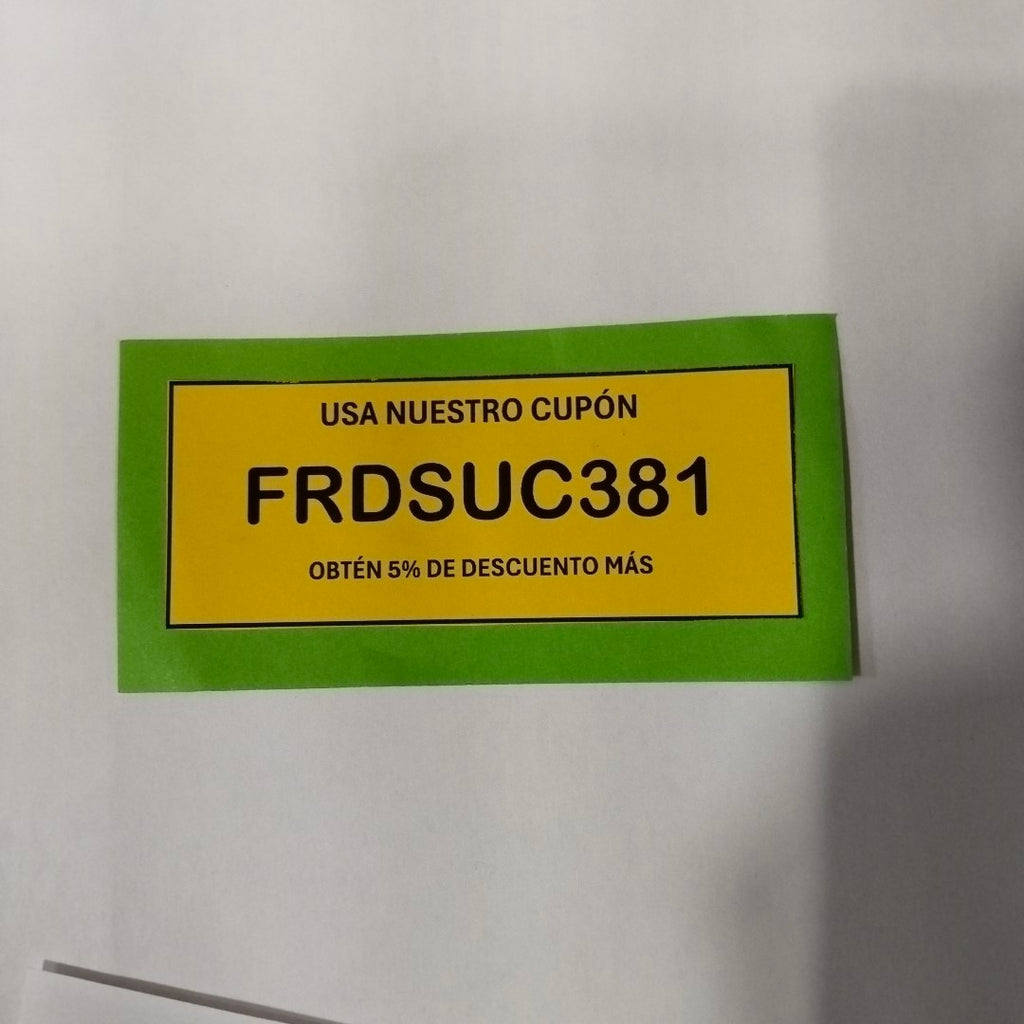 USA NUESTRO CUPÓN
FRDSUC381
OBTÉN 5% DE DESCUENTO MÁS